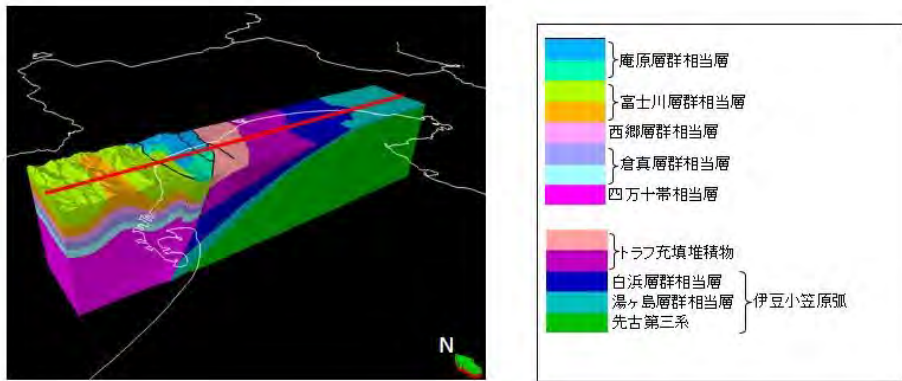 N
庵原層群相当層
富士川層群相当層
西郷層群相当層
倉真層群相当層
四万十帯相当層
トラフ充填堆積物
白浜層群相当層
湯ヶ島層群相当層
伊豆小笠原弧
先古第三系